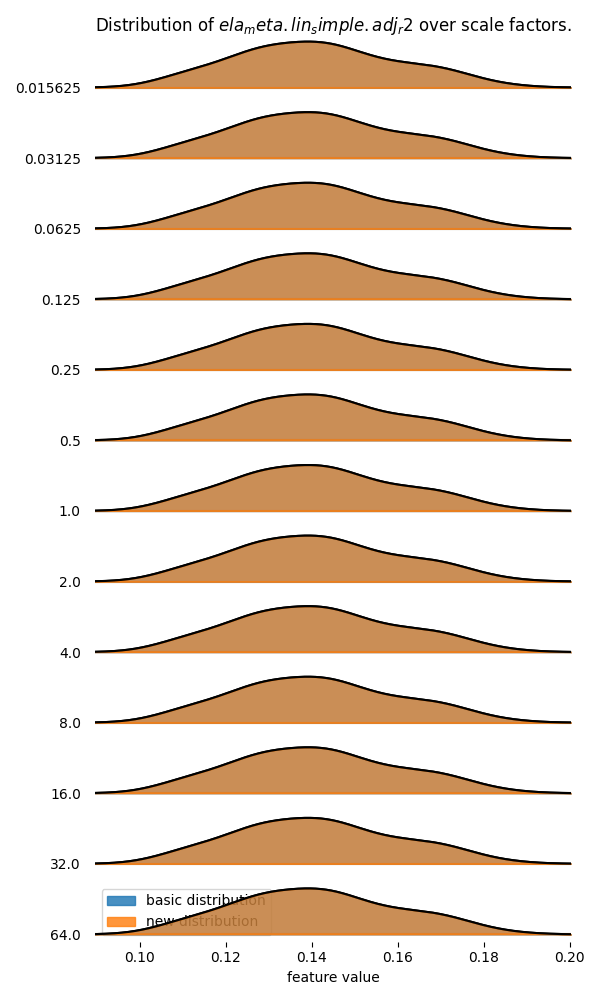 Distribution of ela_meta.lin_simple.adj_r2 over scale factors.
0.015625
0.03125
0.0625
0.125
0.25
0.5
1.0
2.0
4.0
8.0
16.0
32.0
basic distribution
new distribution
64.0
0.10 0.12 0.14 0.16 0.18 0.20
feature value